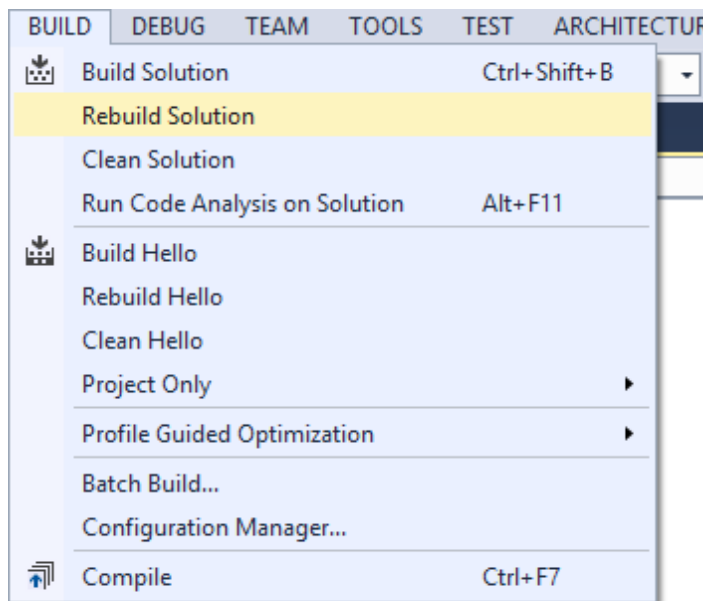 BUILD DEBUG TEAM TOOLS TEST ARCHITECTUR
Build Solution Ctrl+Shift+B
Rebuild Solution
Clean Solution
Run Code Analysis on Solution Alt+F11
Build Hello
Rebuild Hello
Clean Hello
Project Only
Profile Guided Optimization
Batch Build...
Configuration Manager...
Compile Ctrl+F7